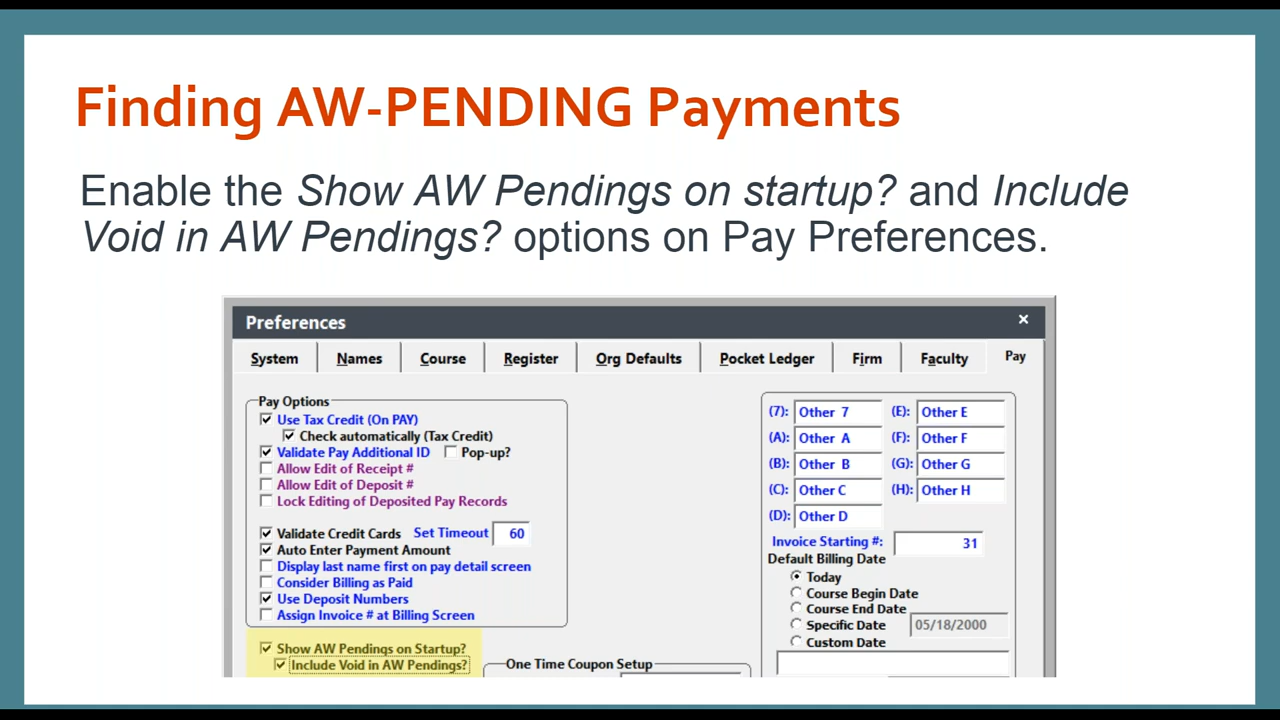 Finding AW-PENDING Payments
Enable the Show AW Pendings on startup? and Include
Void in AW Pendings? options on Pay Preferences.
Preferences
×
System Names Course Register Org Defaults Pocket Ledger Firm Faculty Pay
Pay Options
Use Tax Credit (On PAY)
Check automatically (Tax Credit)
Validate Pay Additional ID Pop-up?
Allow Edit of Receipt #
Allow Edit of Deposit #
Lock Editing of Deposited Pay Records
Validate Credit Cards Set Timeout 60
Auto Enter Payment Amount
Display last name first on pay detail screen
Consider Billing as Paid
Use Deposit Numbers
Assign Invoice # at Billing Screen
Show AW Pendings on Startup?
Include Void in AW Pendings?
One Time Coupon Setup
(7): Other 7 (E): Other E
(A): Other A (F): Other F
(B): Other B (G): Other G
(C): Other C (H): Other H
(D): Other D
Invoice Starting #: 31
Default Billing Date
Today
Course Begin Date
Course End Date
Specific Date 05/18/2000
Custom Date